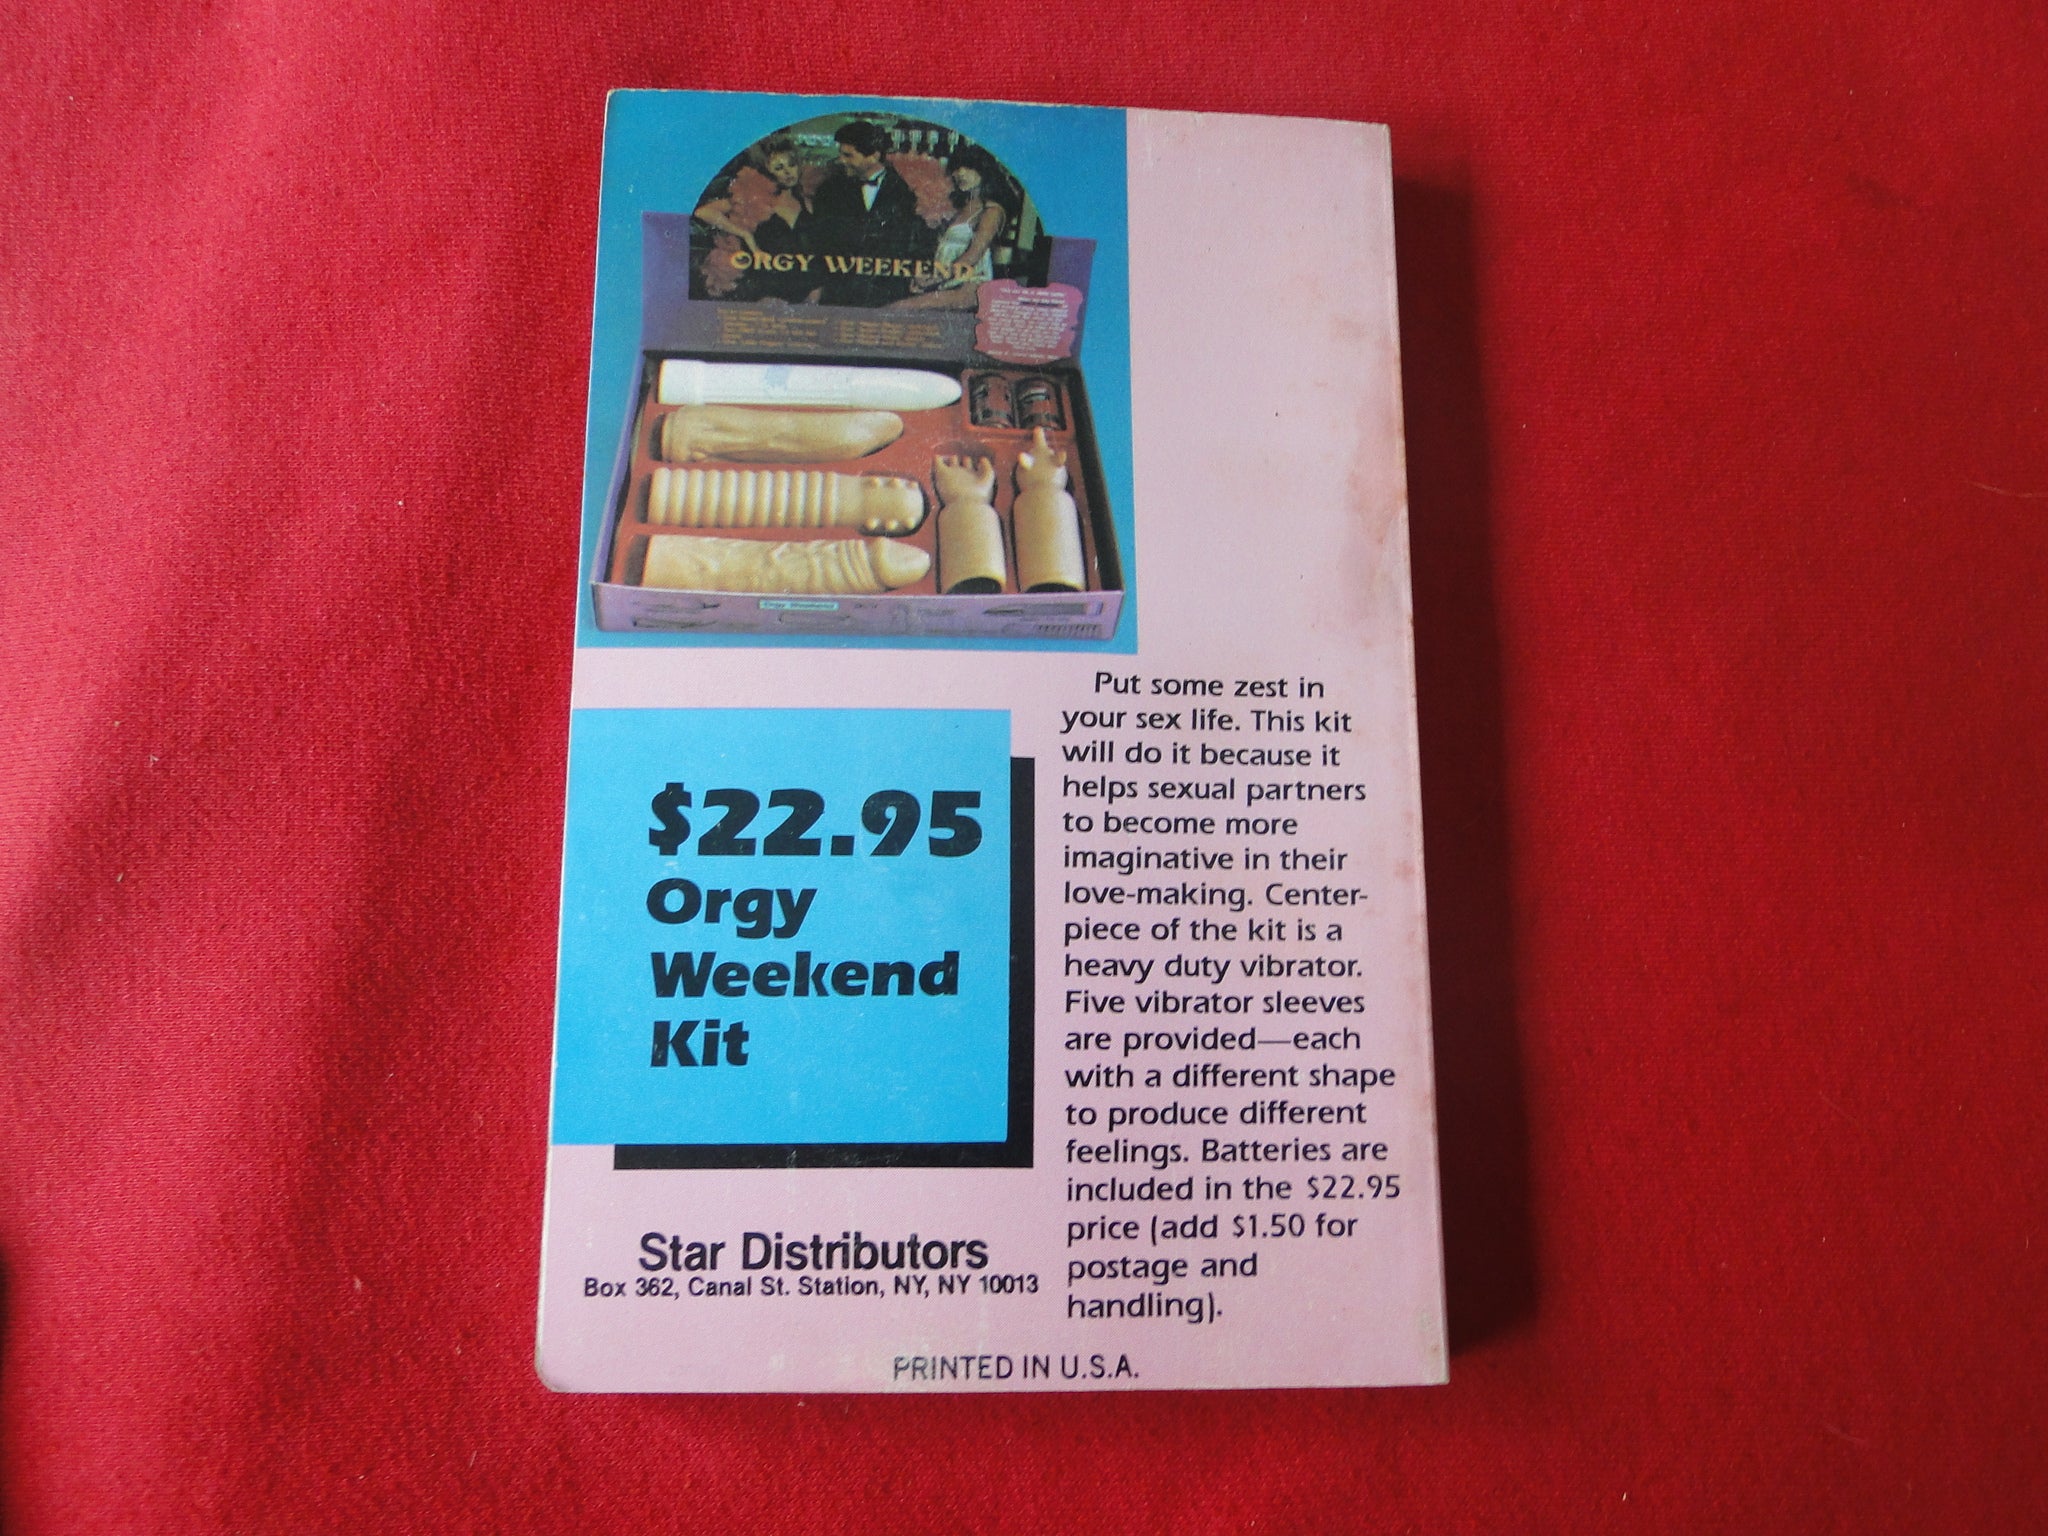 ORGY WEEKEND
Orgy Weekend
Put some zest in
your sex life. This kit
will do it because it
helps sexual partners
to become more
imaginative in their
love-making. Center-
piece of the kit is a
heavy duty vibrator.
Five vibrator sleeves
are provided—each
with a different shape
to produce different
feelings. Batteries are
included in the $22.95
price (add $1.50 for
postage and
handling).
$22.95
Orgy
Weekend
Kit
Star Distributors
Box 362, Canal St. Station, NY, NY 10013
PRINTED IN U.S.A.